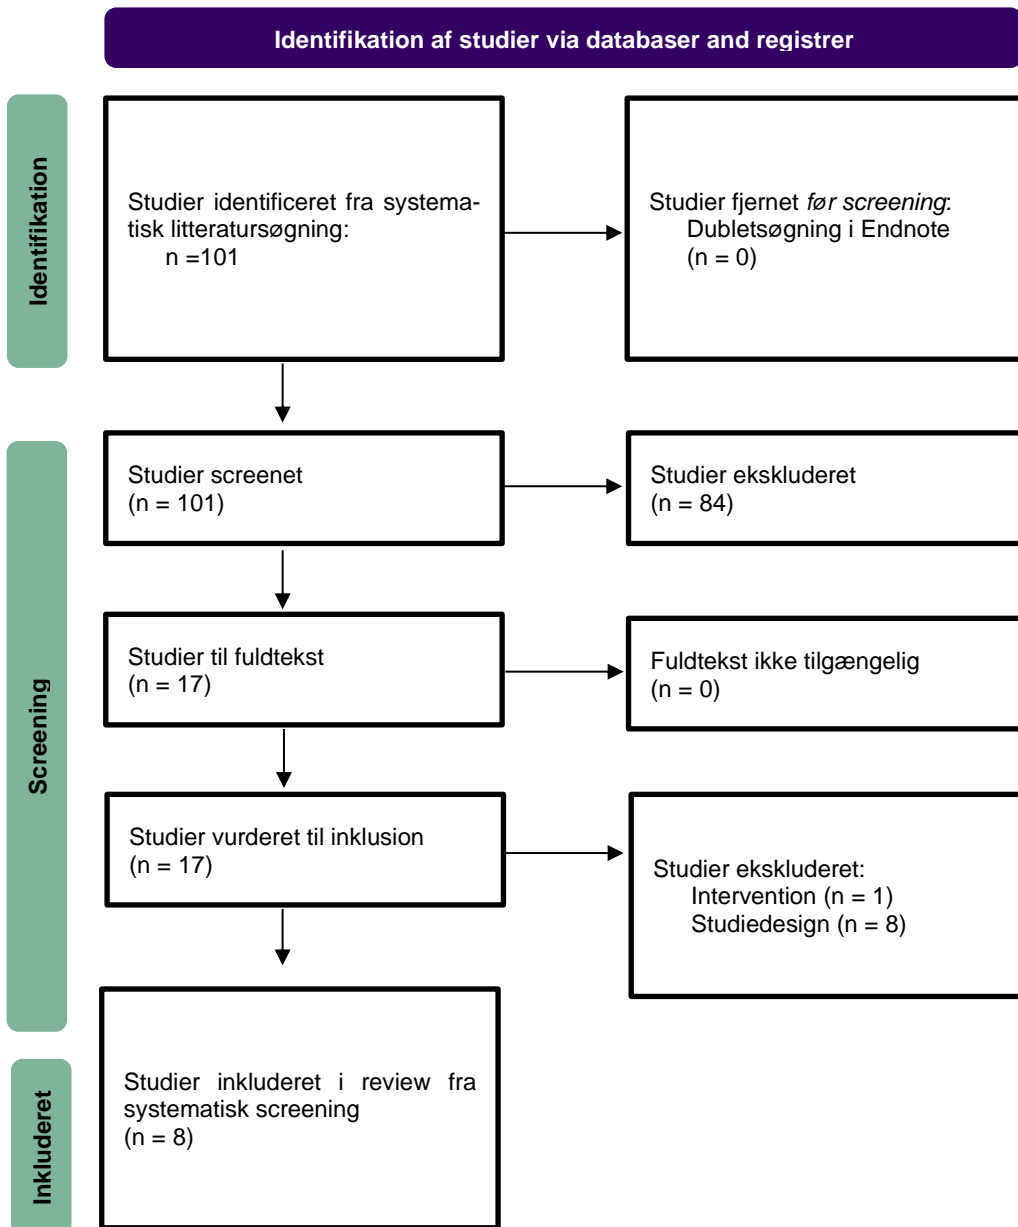 Identifikation af studier via databaser and registrer
Identifikation
Studier identificeret fra systema-
tisk litteratursøgning:
n =101
Studier fjernet før screening:
Dubletsøgning i Endnote
(n = 0)
Screening
Studier screenet
(n = 101)
Studier ekskluderet
(n = 84)
Studier til fuldtekst
(n = 17)
Fuldtekst ikke tilgængelig
(n = 0)
Studier vurderet til inklusion
(n = 17)
Studier ekskluderet:
Intervention (n = 1)
Studiedesign (n = 8)
Inkluderet
Studier inkluderet i review fra
systematisk screening
(n = 8)